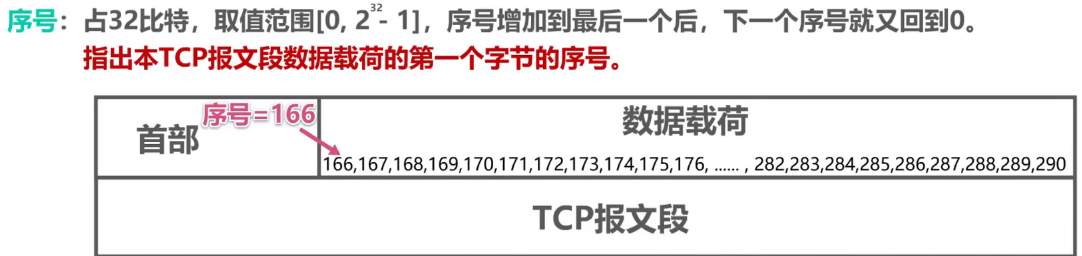 序号：占32比特，取值范围[0, 2³² - 1]，序号增加到最后一个后，下一个序号就又回到0。
指出本TCP报文段数据载荷的第一个字节的序号。
序号=166
首部
数据载荷
166,167,168,169,170,171,172,173,174,175,176, ...... , 282,283,284,285,286,287,288,289,290
TCP报文段